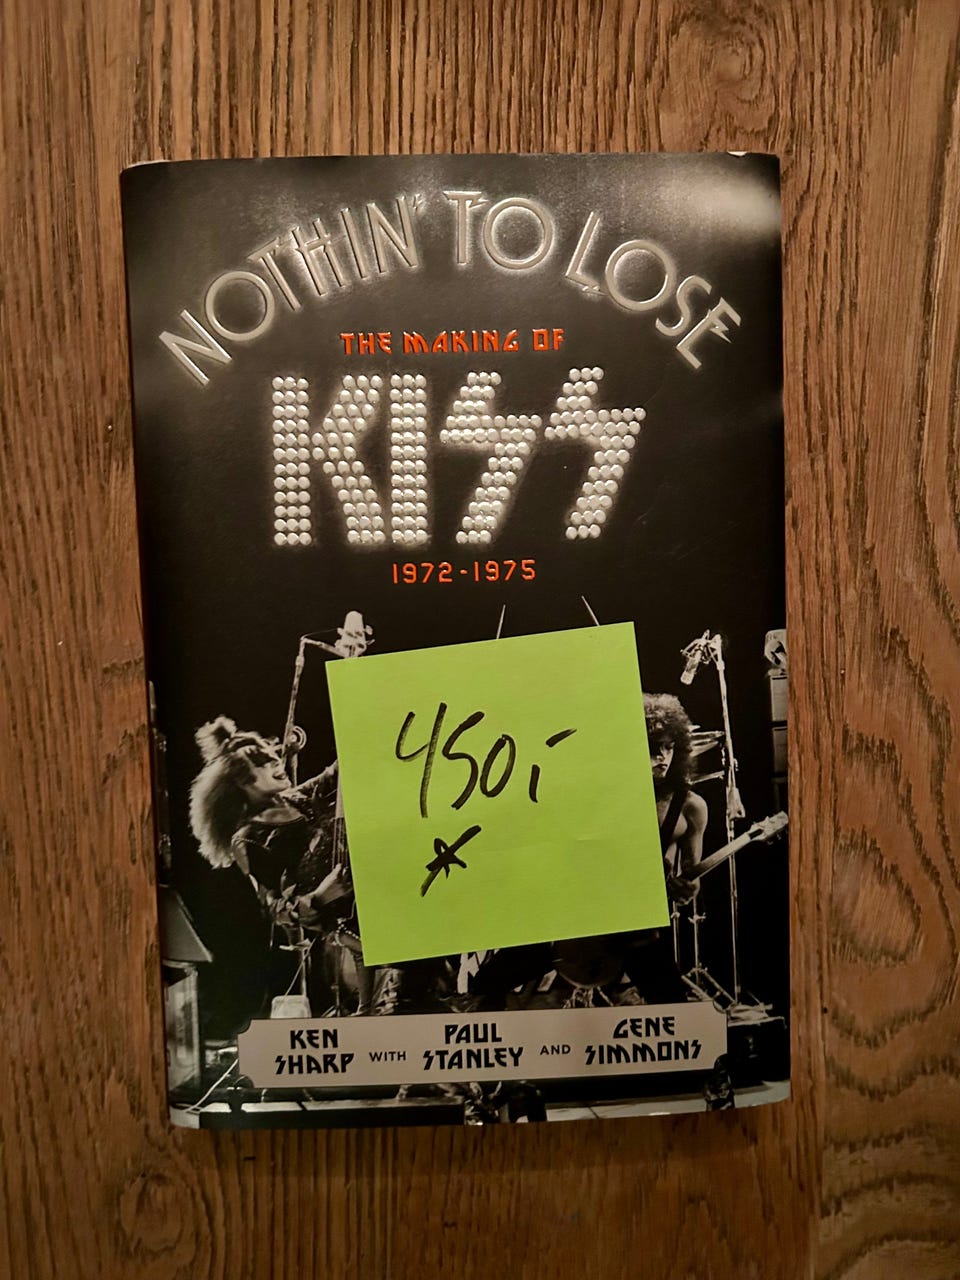 NOTHIN' TO LOSE
THE MAKING OF
KISS
1972-1975
450,-
KEN SHARP WITH PAUL STANLEY AND GENE SIMMONS